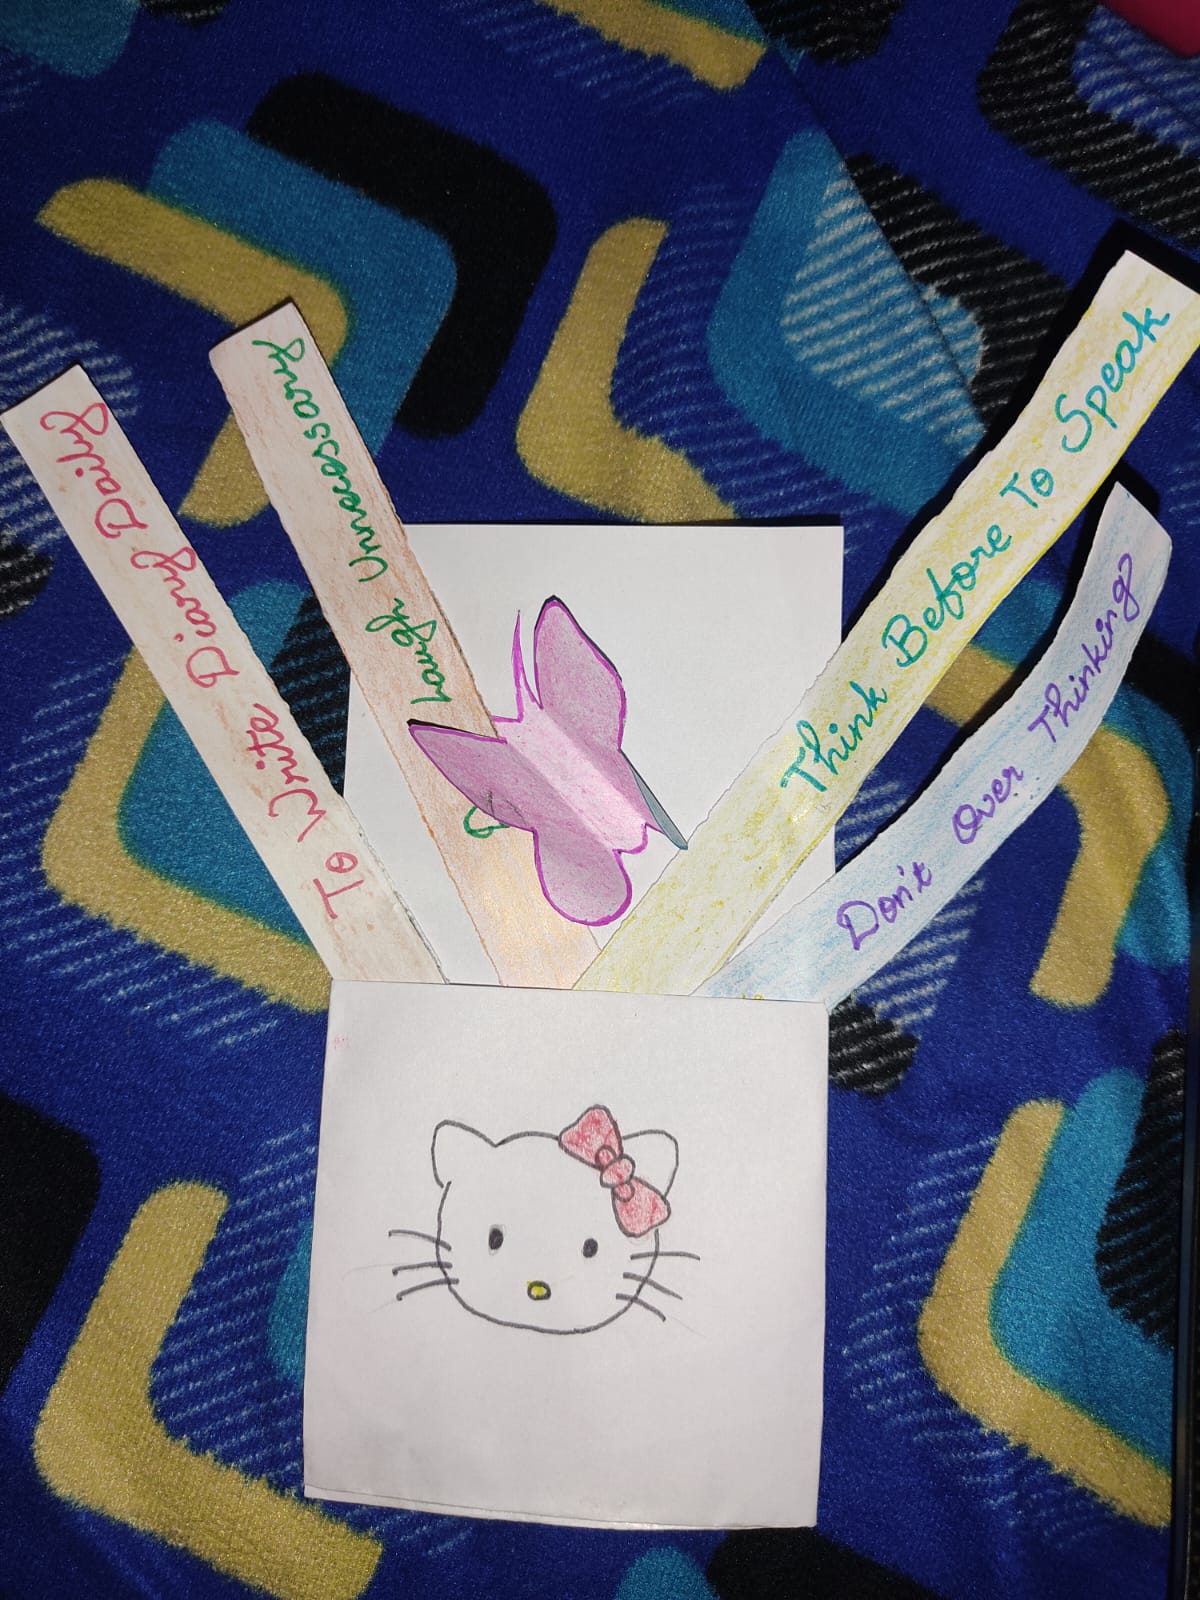 To Write Diary Daily
Laugh Unnecessary
Think Before To Speak
Don't Over Thinking